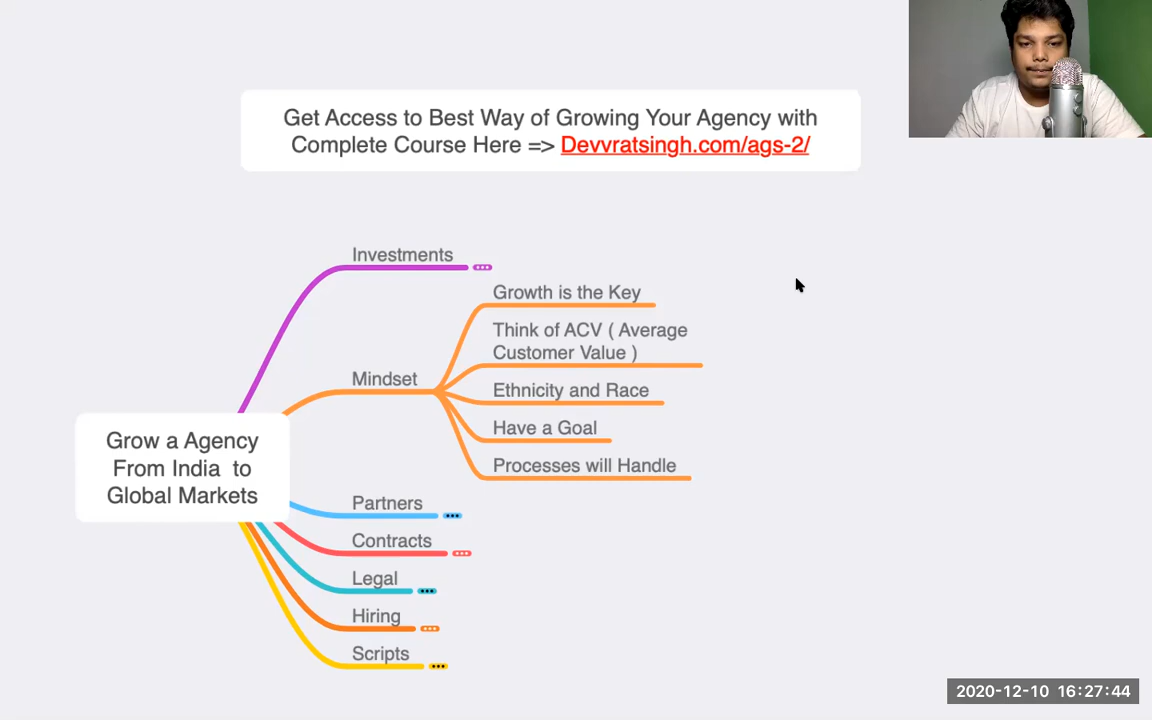 Get Access to Best Way of Growing Your Agency with
Complete Course Here => Devvratsingh.com/ags-2/
Investments
Growth is the Key
Think of ACV ( Average
Customer Value )
Mindset
Ethnicity and Race
Have a Goal
Processes will Handle
Grow a Agency
From India to
Global Markets
Partners
Contracts
Legal
Hiring
Scripts
2020-12-10 16:27:44